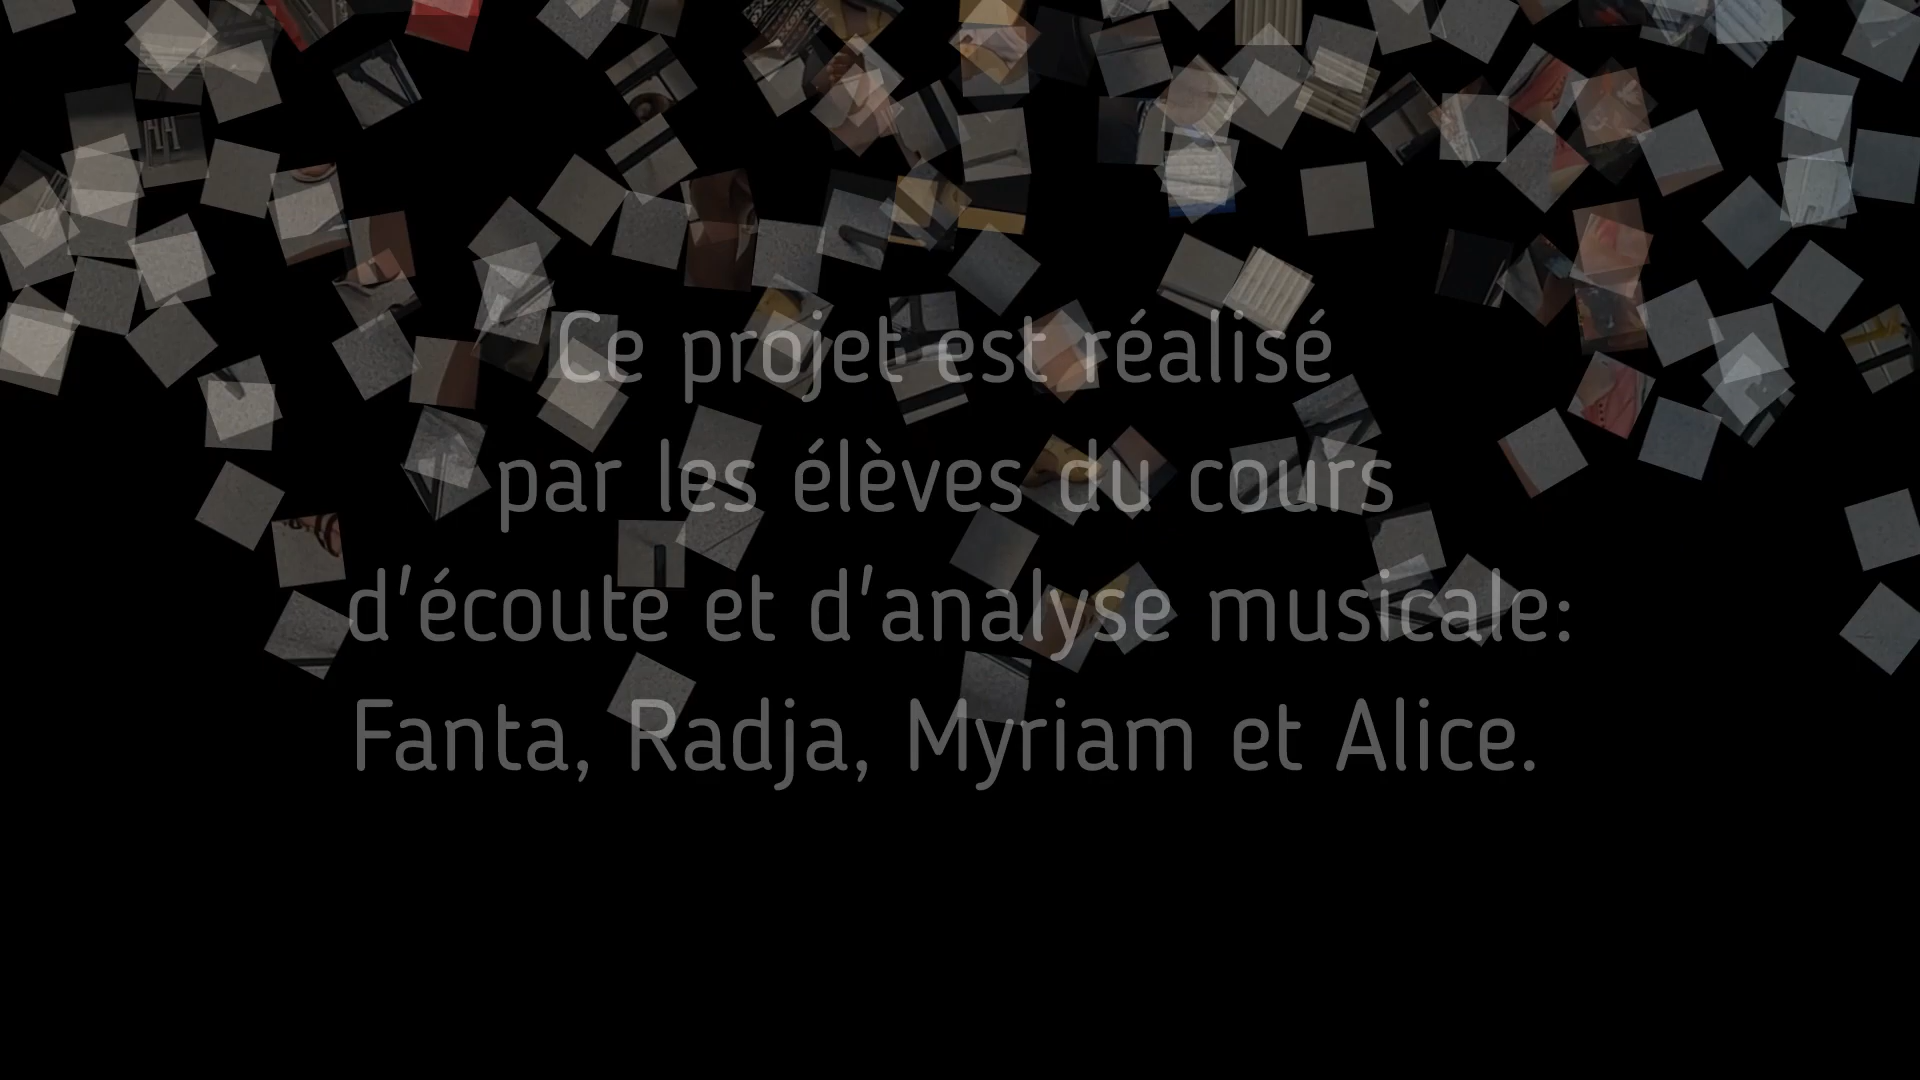 Ce projet est réalisé
par les élèves du cours
d'écoute et d'analyse musicale:
Fanta, Radja, Myriam et Alice.